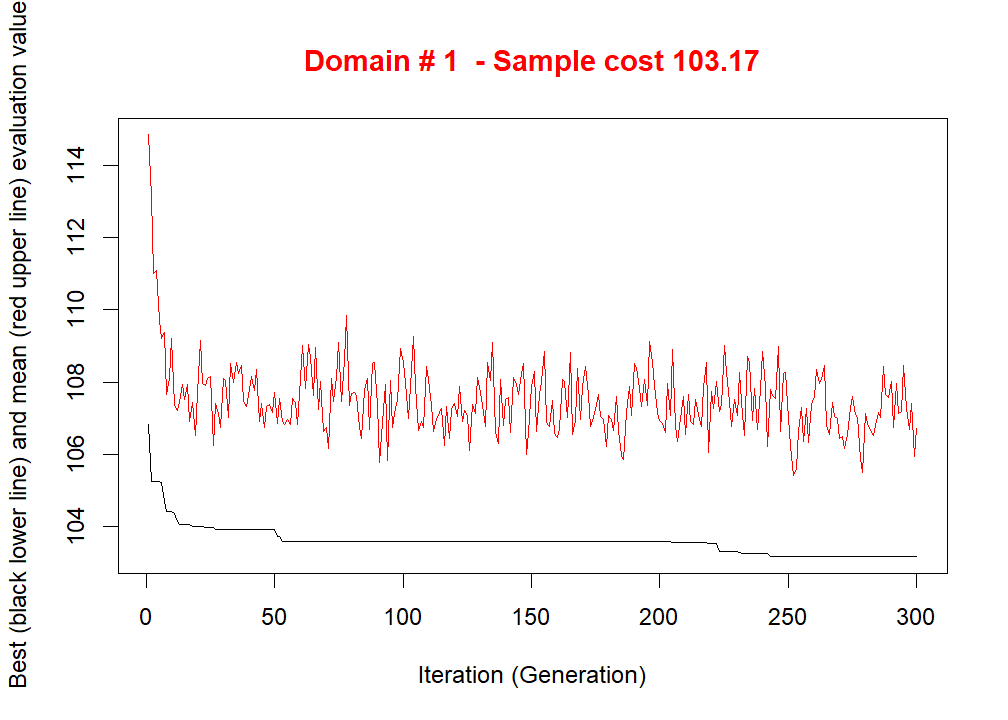 Domain # 1  - Sample cost 103.17
Best (black lower line) and mean (red upper line) evaluation value
114
112
110
108
106
104
0 50 100 150 200 250 300
Iteration (Generation)